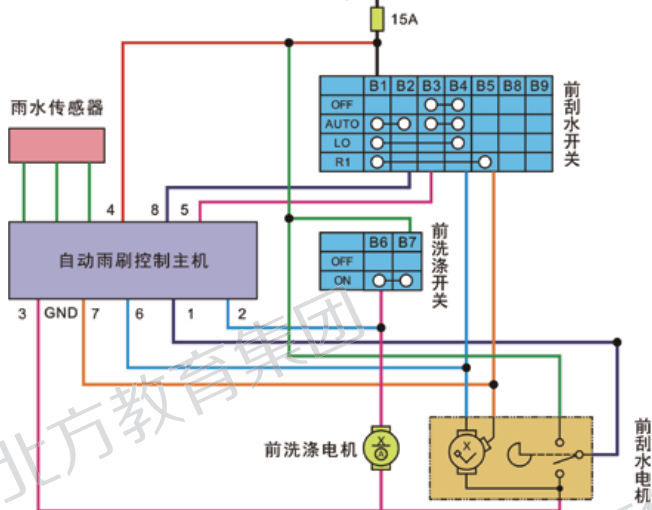 15A
B1 B2 B3 B4 B5 B8 B9
OFF
AUTO
LO
R1
前刮水开关
雨水传感器
4 8 5
自动雨刷控制主机
3 GND 7 6 1 2
B6 B7
OFF
ON
前洗涤开关
前洗涤电机
X
A
X
前刮水电机
北方教育集团